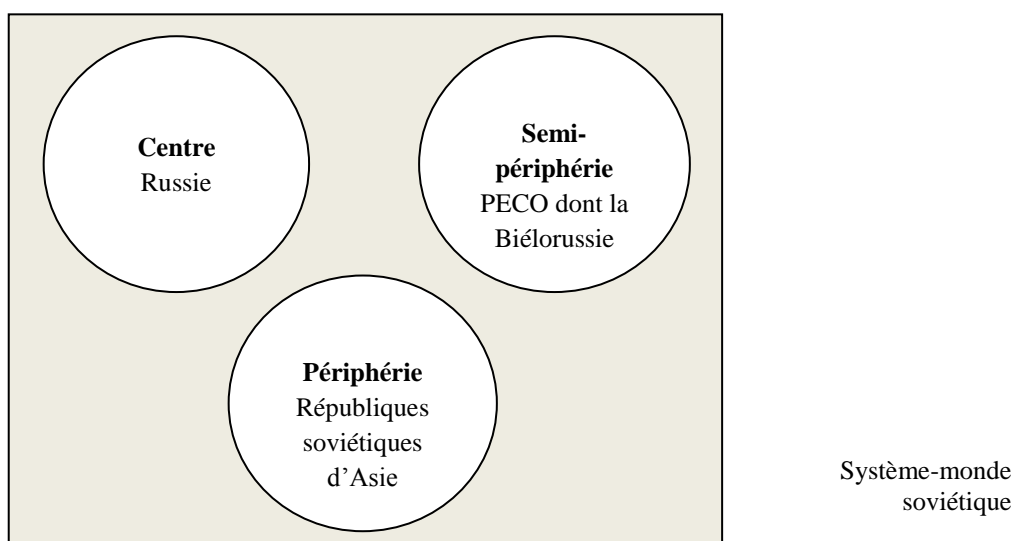 Centre
Russie
Semi-
périphérie
PECO dont la
Biélorussie
Périphérie
Républiques
soviétiques
d’Asie
Système-monde
soviétique